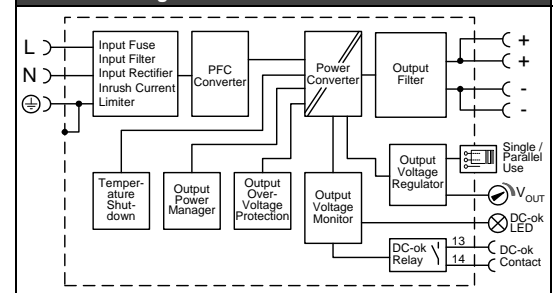 L
N
Input Fuse
Input Filter
Input Rectifier
Inrush Current
Limiter
PFC
Converter
Power
Converter
Output
Filter
+
+
-
-
Temper-
ature
Shut-
down
Output
Power
Manager
Output
Over-
Voltage
Protection
Output
Voltage
Monitor
Output
Voltage
Regulator
Single /
Parallel
Use
VOUT
DC-ok
LED
DC-ok
Relay
13
14
DC-ok
Contact